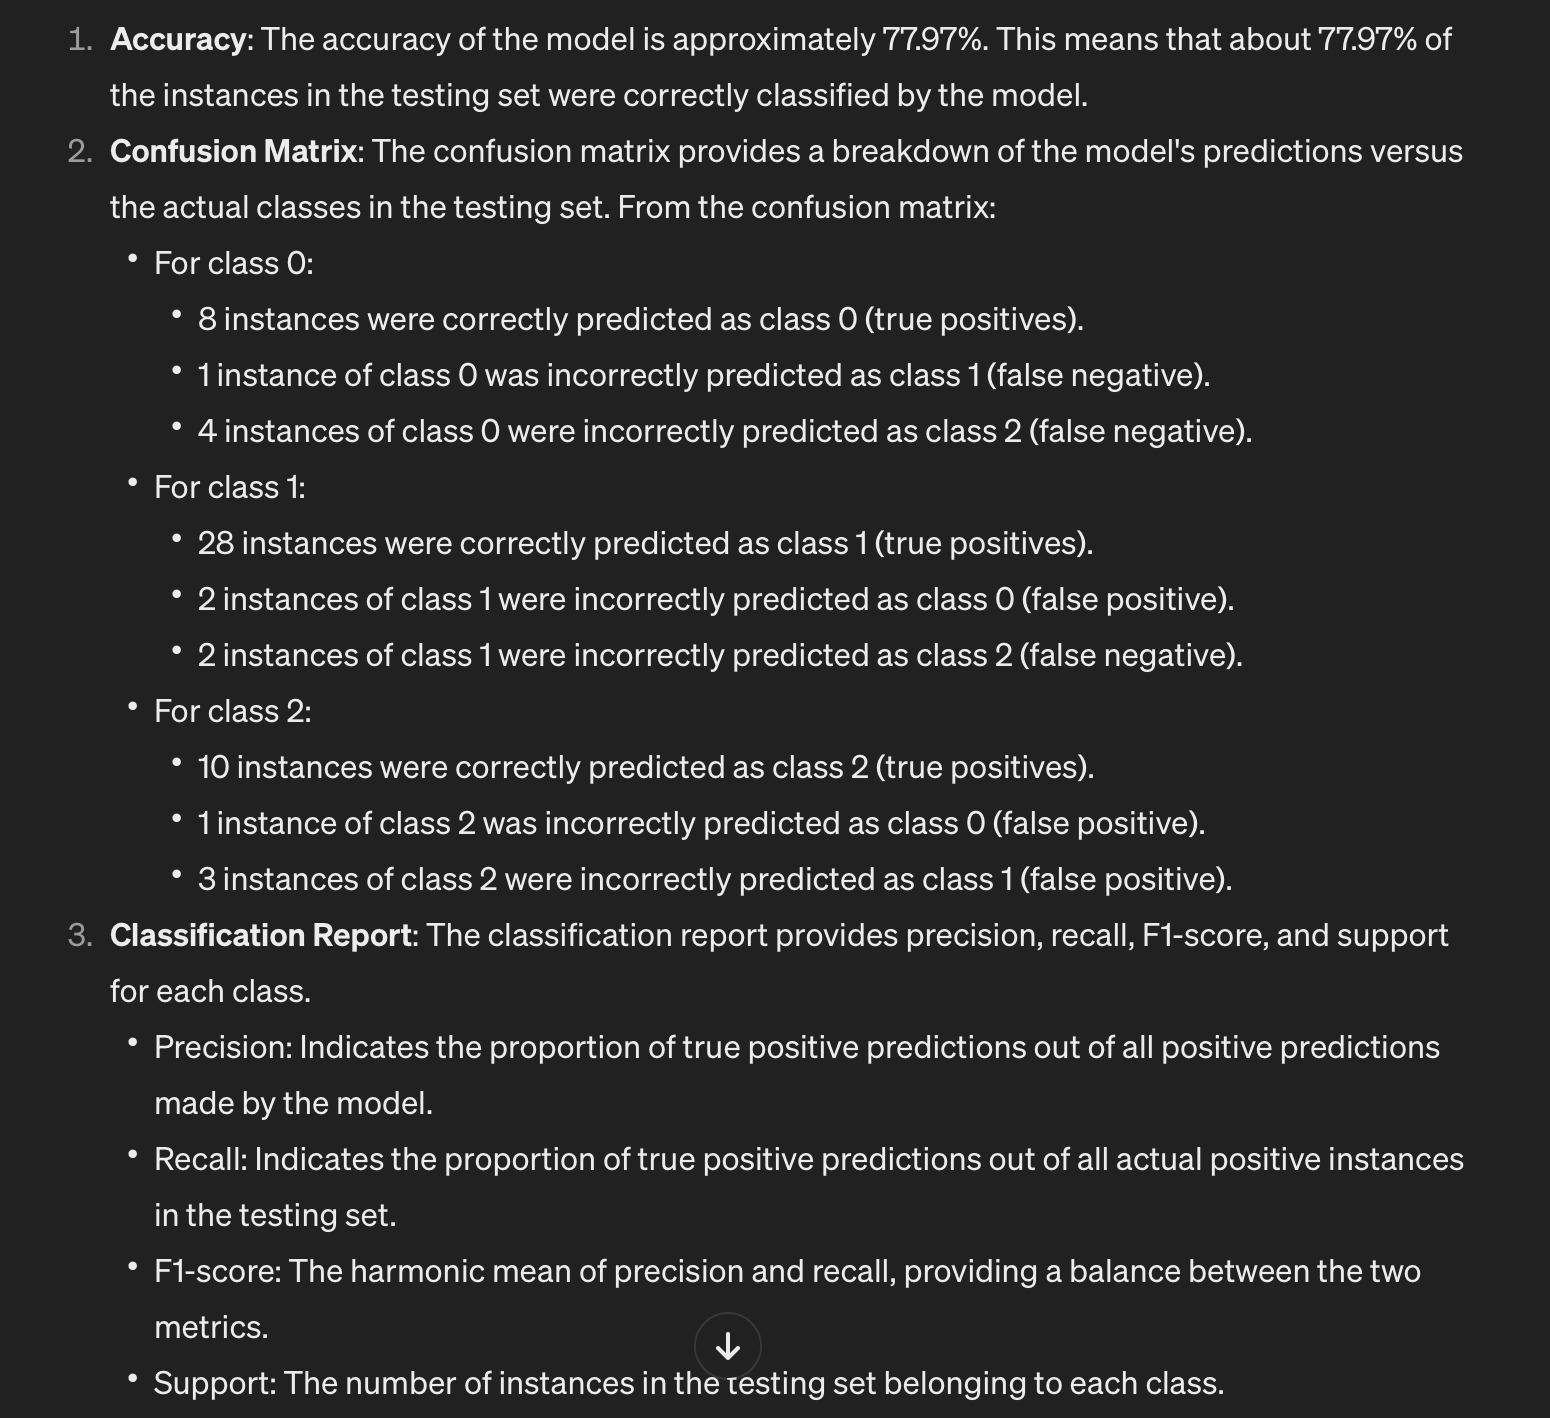 1. Accuracy: The accuracy of the model is approximately 77.97%. This means that about 77.97% of
the instances in the testing set were correctly classified by the model.
2. Confusion Matrix: The confusion matrix provides a breakdown of the model's predictions versus
the actual classes in the testing set. From the confusion matrix:
• For class 0:
• 8 instances were correctly predicted as class 0 (true positives).
• 1 instance of class 0 was incorrectly predicted as class 1 (false negative).
• 4 instances of class 0 were incorrectly predicted as class 2 (false negative).
• For class 1:
• 28 instances were correctly predicted as class 1 (true positives).
• 2 instances of class 1 were incorrectly predicted as class 0 (false positive).
• 2 instances of class 1 were incorrectly predicted as class 2 (false negative).
• For class 2:
• 10 instances were correctly predicted as class 2 (true positives).
• 1 instance of class 2 was incorrectly predicted as class 0 (false positive).
• 3 instances of class 2 were incorrectly predicted as class 1 (false positive).
3. Classification Report: The classification report provides precision, recall, F1-score, and support
for each class.
• Precision: Indicates the proportion of true positive predictions out of all positive predictions
made by the model.
• Recall: Indicates the proportion of true positive predictions out of all actual positive instances
in the testing set.
• F1-score: The harmonic mean of precision and recall, providing a balance between the two
metrics.
• Support: The number of instances in the testing set belonging to each class.